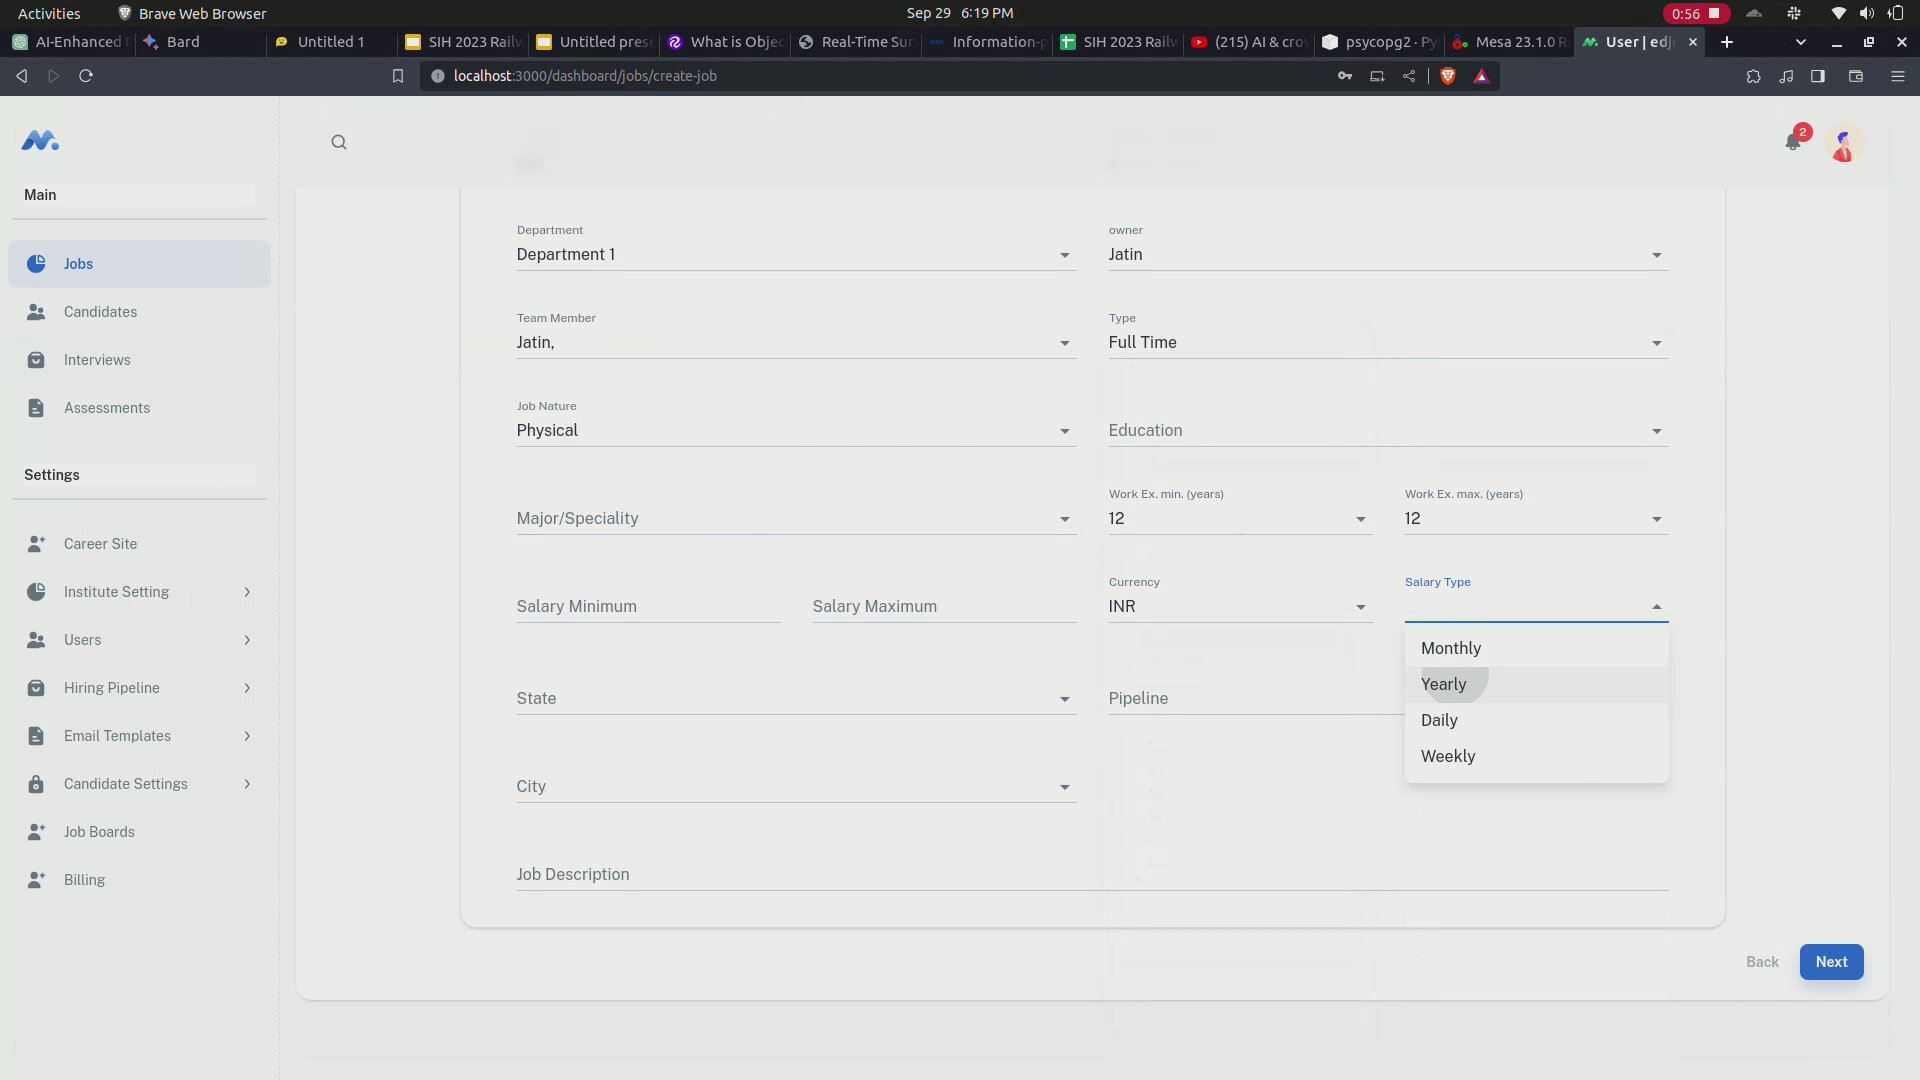 Activities
Brave Web Browser
Sep 29 6:19 PM
0:56
AI-Enhanced
Bard
Untitled 1
SIH 2023 Railw
Untitled prese
What is Objec
Real-Time Sur
Information-p
SIH 2023 Railw
(215) AI & crow
psycopg2 · Py
Mesa 23.1.0 R
User | edj
localhost:3000/dashboard/jobs/create-job
2
Main
Jobs
Candidates
Interviews
Assessments
Settings
Career Site
Institute Setting
Users
Hiring Pipeline
Email Templates
Candidate Settings
Job Boards
Billing
Department
Department 1
owner
Jatin
Team Member
Jatin,
Type
Full Time
Job Nature
Physical
Education
Major/Speciality
Work Ex. min. (years)
12
Work Ex. max. (years)
12
Salary Minimum
Salary Maximum
Currency
INR
Salary Type
Monthly
Yearly
Daily
Weekly
State
Pipeline
City
Job Description
Back
Next